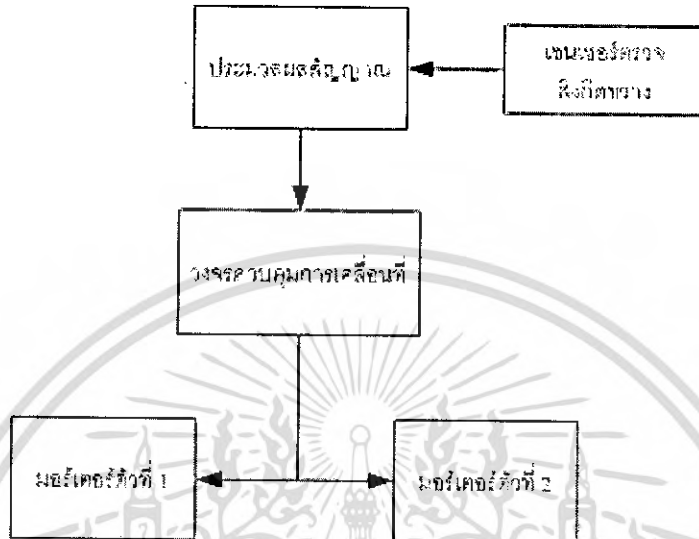 ประมวลผลสัญญาณ
เซนเซอร์ตรวจ
สิ่งกีดขวาง
วงจรควบคุมการเคลื่อนที่
มอร์เตอร์ตัวที่ 1
มอร์เตอร์ตัวที่ 2